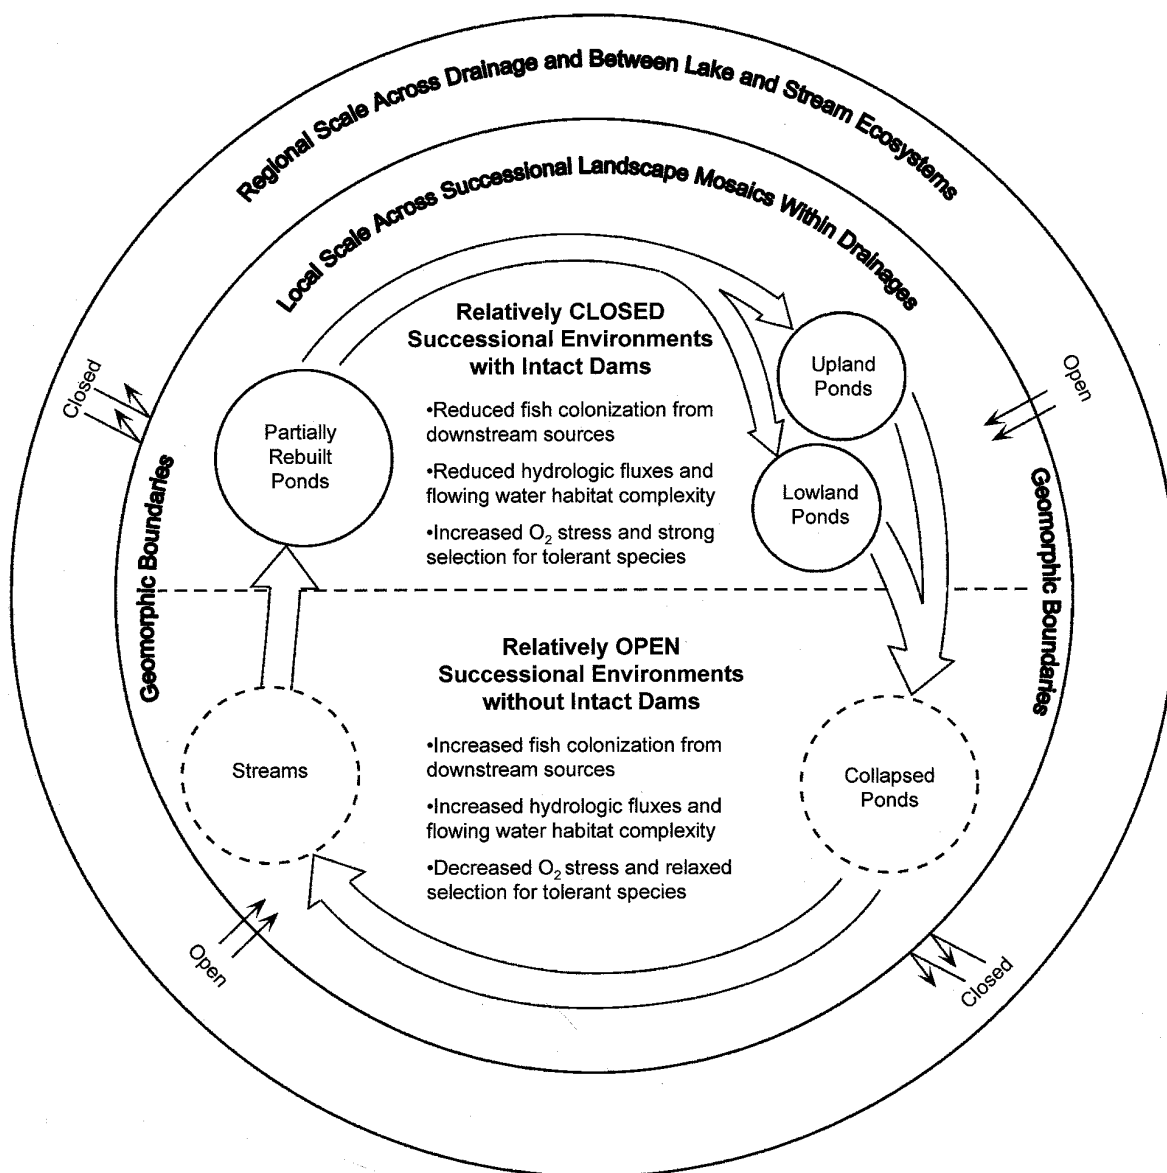 Regional Scale Across Drainage and Between Lake and Stream Ecosystems
Local Scale Across Successional Landscape Mosaics Within Drainages
Relatively CLOSED
Successional Environments
with Intact Dams
•Reduced fish colonization from
downstream sources
•Reduced hydrologic fluxes and
flowing water habitat complexity
•Increased O₂ stress and strong
selection for tolerant species
Partially
Rebuilt
Ponds
Upland
Ponds
Lowland
Ponds
Closed
Open
Geomorphic Boundaries
Geomorphic Boundaries
Relatively OPEN
Successional Environments
without Intact Dams
•Increased fish colonization from
downstream sources
•Increased hydrologic fluxes and
flowing water habitat complexity
•Decreased O₂ stress and relaxed
selection for tolerant species
Streams
Collapsed
Ponds
Open
Closed